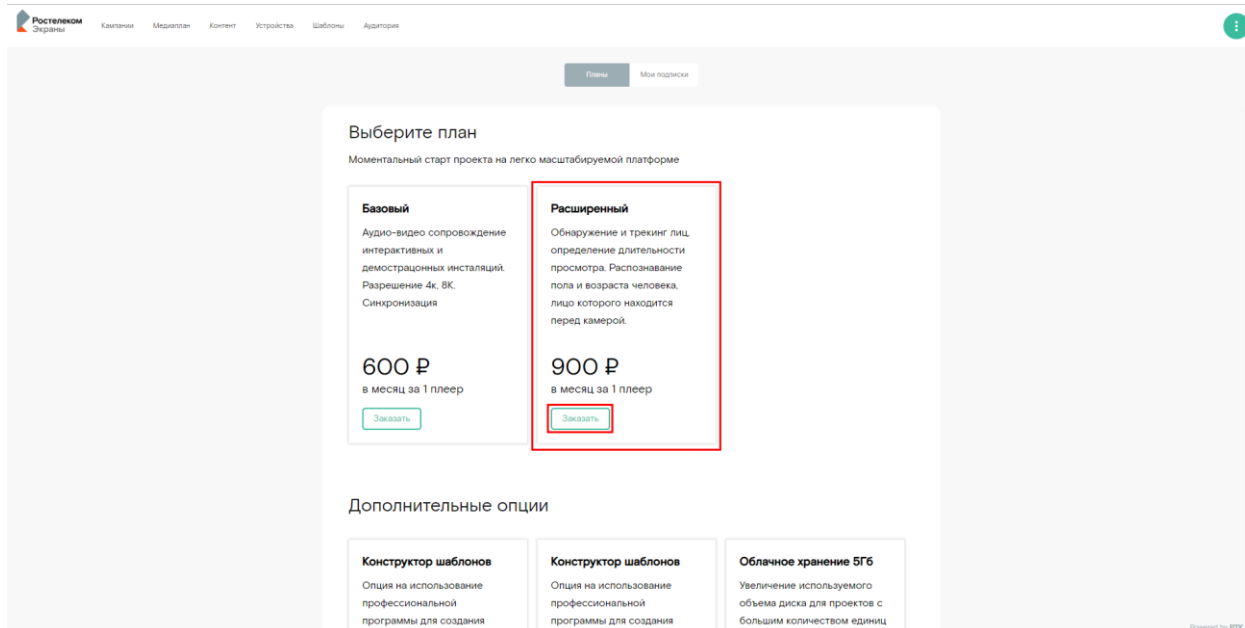 Ростелеком
Экраны
Кампании Медиаплан Контент Устройства Шаблоны Аудитория
Планы Мои подписки
Выберите план
Моментальный старт проекта на легко масштабируемой платформе
Базовый
Аудио-видео сопровождение
интерактивных и
демострацонных инсталяций.
Разрешение 4к, 8К.
Синхронизация
600 ₽
в месяц за 1 плеер
Заказать
Расширенный
Обнаружение и трекинг лиц,
определение длительности
просмотра. Распознавание
пола и возраста человека,
лицо которого находится
перед камерой.
900 ₽
в месяц за 1 плеер
Заказать
Дополнительные опции
Конструктор шаблонов
Опция на использование
профессиональной
программы для создания
Конструктор шаблонов
Опция на использование
профессиональной
программы для создания
Облачное хранение 5Гб
Увеличение используемого
объема диска для проектов с
большим количеством единиц
Powered by РТК